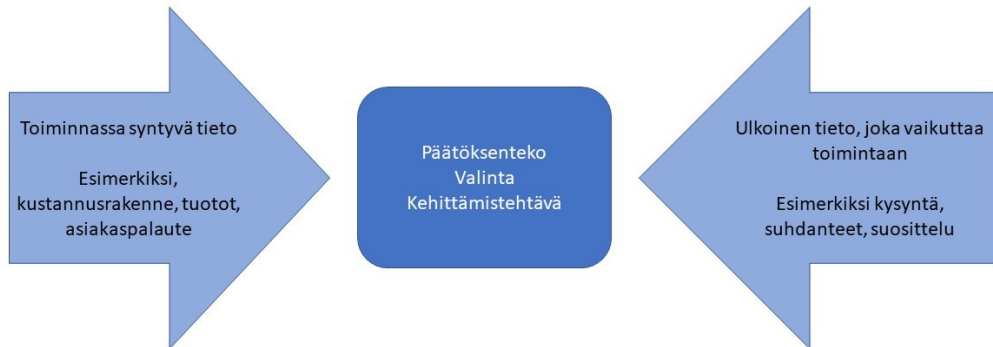 Toiminnassa syntyvä tieto
Esimerkiksi,
kustannusrakenne, tuotot,
asiakaspalaute
Päätöksenteko
Valinta
Kehittämistehtävä
Ulkoinen tieto, joka vaikuttaa
toimintaan
Esimerkiksi kysyntä,
suhdanteet, suosittelu